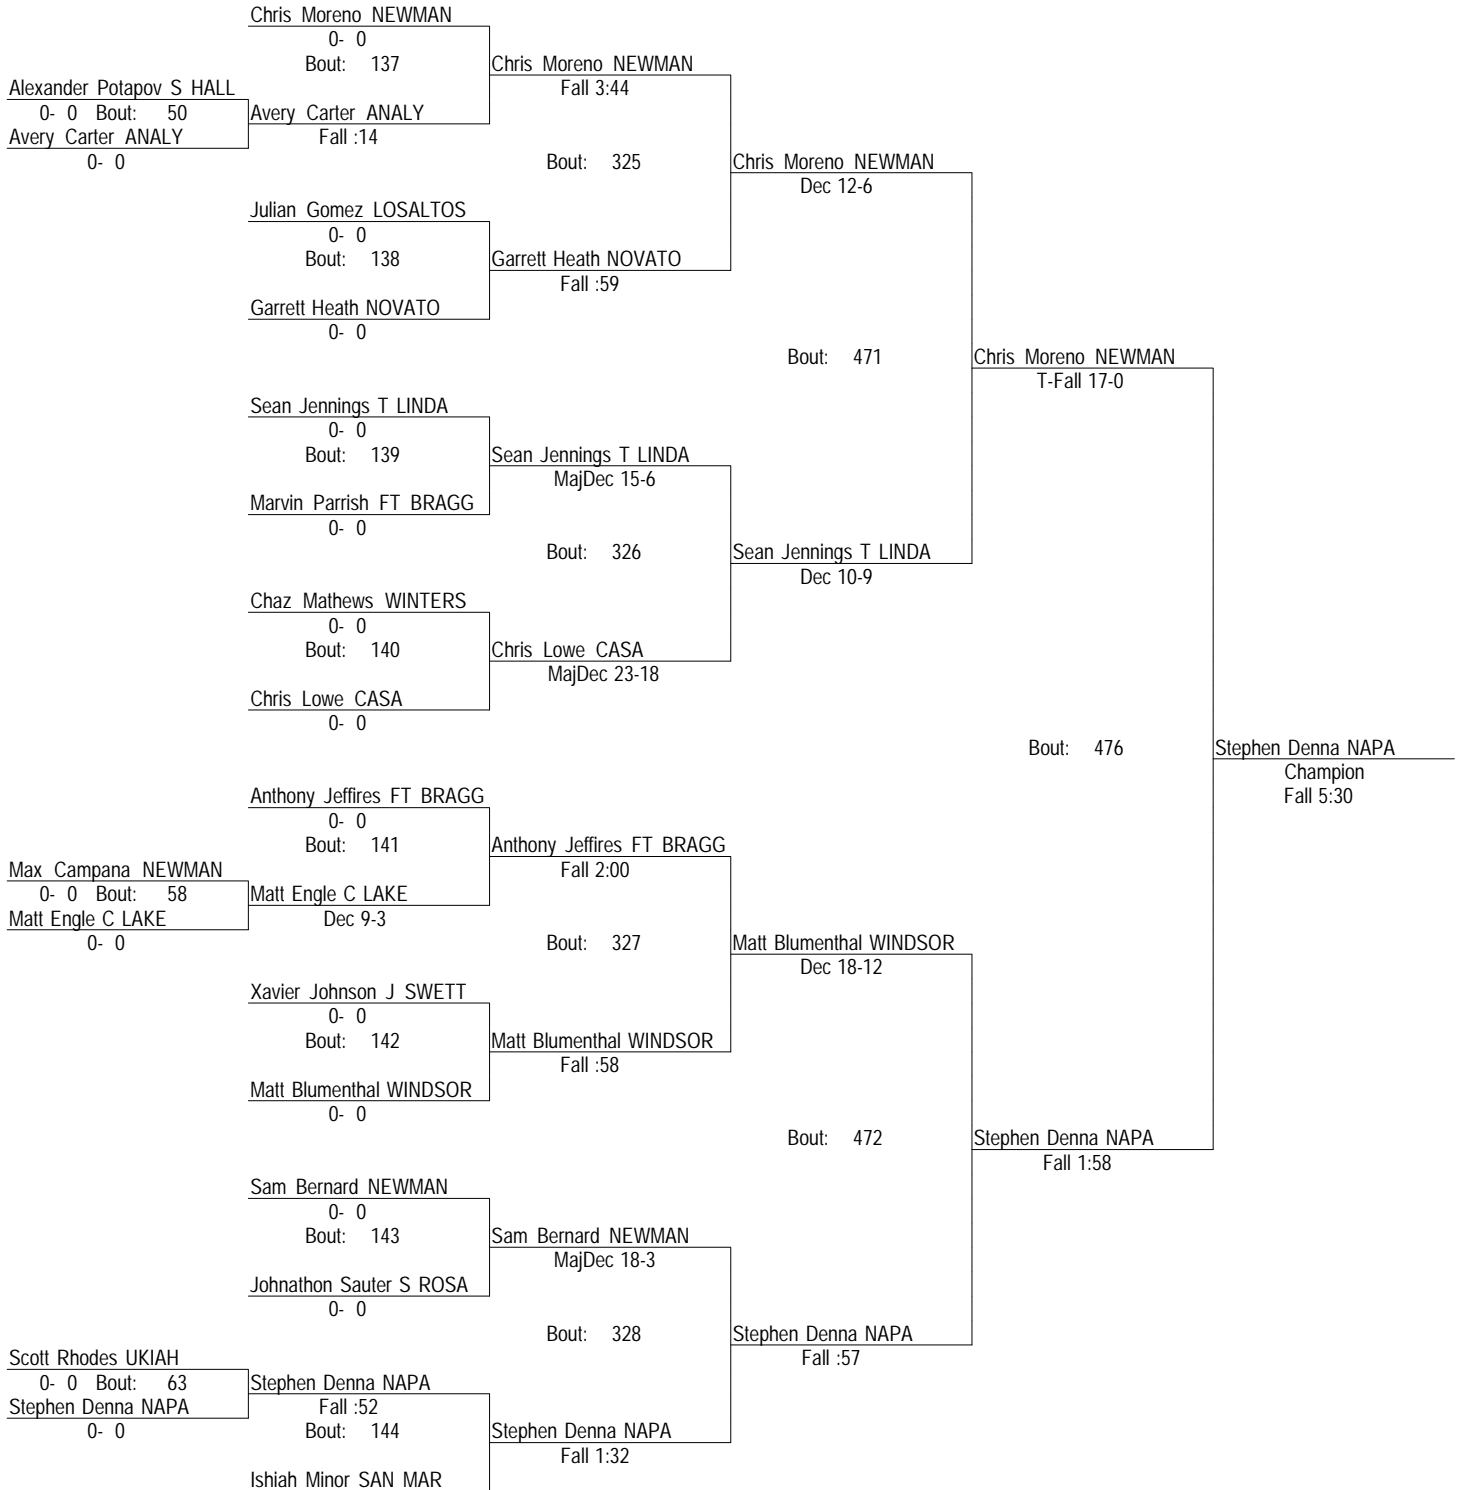 Chris Moreno NEWMAN
0- 0
Bout: 137
Chris Moreno NEWMAN
Fall 3:44
Alexander Potapov S HALL
0- 0 Bout: 50
Avery Carter ANALY
Fall :14
Avery Carter ANALY
0- 0
Bout: 325
Chris Moreno NEWMAN
Dec 12-6
Julian Gomez LOSALTOS
0- 0
Bout: 138
Garrett Heath NOVATO
Fall :59
Garrett Heath NOVATO
0- 0
Bout: 471
Chris Moreno NEWMAN
T-Fall 17-0
Sean Jennings T LINDA
0- 0
Bout: 139
Sean Jennings T LINDA
MajDec 15-6
Marvin Parrish FT BRAGG
0- 0
Bout: 326
Sean Jennings T LINDA
Dec 10-9
Chaz Mathews WINTERS
0- 0
Bout: 140
Chris Lowe CASA
MajDec 23-18
Chris Lowe CASA
0- 0
Bout: 476
Stephen Denna NAPA
Champion
Fall 5:30
Anthony Jeffires FT BRAGG
0- 0
Bout: 141
Anthony Jeffires FT BRAGG
Fall 2:00
Max Campana NEWMAN
0- 0 Bout: 58
Matt Engle C LAKE
Dec 9-3
Matt Engle C LAKE
0- 0
Bout: 327
Matt Blumenthal WINDSOR
Dec 18-12
Xavier Johnson J SWETT
0- 0
Bout: 142
Matt Blumenthal WINDSOR
Fall :58
Matt Blumenthal WINDSOR
0- 0
Bout: 472
Stephen Denna NAPA
Fall 1:58
Sam Bernard NEWMAN
0- 0
Bout: 143
Sam Bernard NEWMAN
MajDec 18-3
Johnathon Sauter S ROSA
0- 0
Bout: 328
Stephen Denna NAPA
Fall :57
Scott Rhodes UKIAH
0- 0 Bout: 63
Stephen Denna NAPA
Fall :52
Stephen Denna NAPA
0- 0
Bout: 144
Stephen Denna NAPA
Fall 1:32
Ishiah Minor SAN MAR